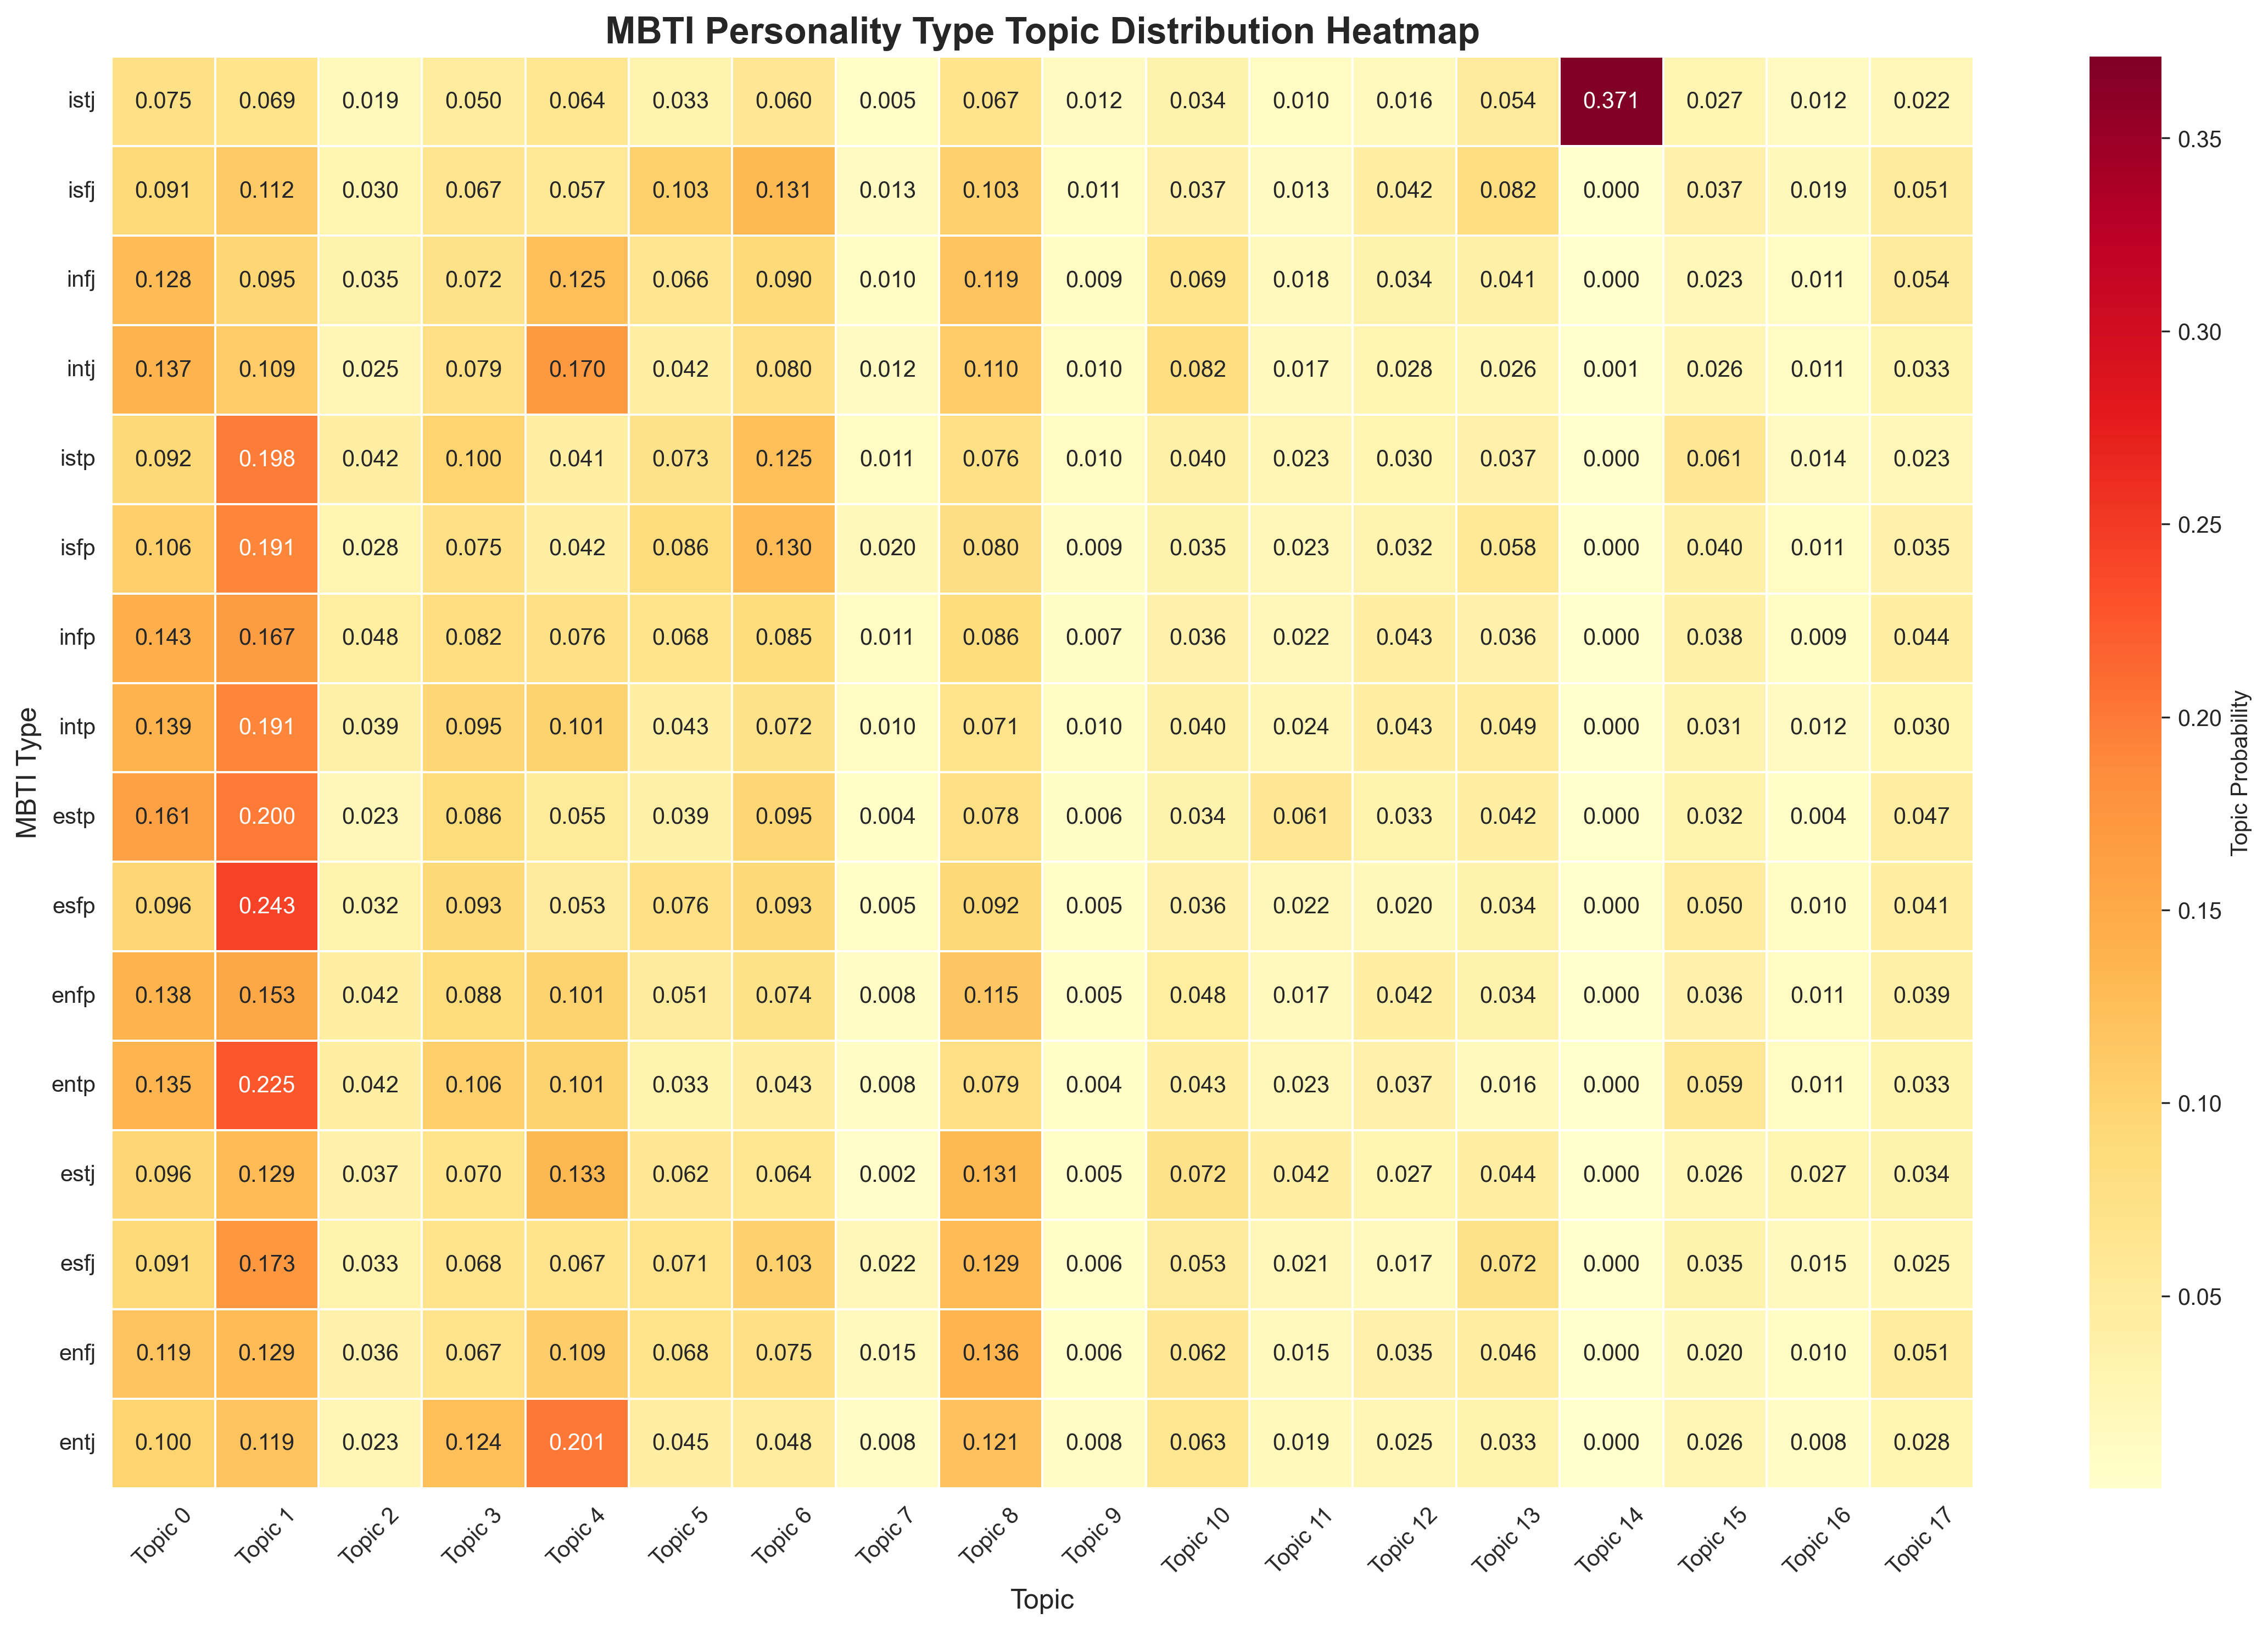 MBTI Personality Type Topic Distribution Heatmap
istj 0.075 0.069 0.019 0.050 0.064 0.033 0.060 0.005 0.067 0.012 0.034 0.010 0.016 0.054 0.371 0.027 0.012 0.022
isfj 0.091 0.112 0.030 0.067 0.057 0.103 0.131 0.013 0.103 0.011 0.037 0.013 0.042 0.082 0.000 0.037 0.019 0.051
infj 0.128 0.095 0.035 0.072 0.125 0.066 0.090 0.010 0.119 0.009 0.069 0.018 0.034 0.041 0.000 0.023 0.011 0.054
intj 0.137 0.109 0.025 0.079 0.170 0.042 0.080 0.012 0.110 0.010 0.082 0.017 0.028 0.026 0.001 0.026 0.011 0.033
istp 0.092 0.198 0.042 0.100 0.041 0.073 0.125 0.011 0.076 0.010 0.040 0.023 0.030 0.037 0.000 0.061 0.014 0.023
isfp 0.106 0.191 0.028 0.075 0.042 0.086 0.130 0.020 0.080 0.009 0.035 0.023 0.032 0.058 0.000 0.040 0.011 0.035
infp 0.143 0.167 0.048 0.082 0.076 0.068 0.085 0.011 0.086 0.007 0.036 0.022 0.043 0.036 0.000 0.038 0.009 0.044
intp 0.139 0.191 0.039 0.095 0.101 0.043 0.072 0.010 0.071 0.010 0.040 0.024 0.043 0.049 0.000 0.031 0.012 0.030
estp 0.161 0.200 0.023 0.086 0.055 0.039 0.095 0.004 0.078 0.006 0.034 0.061 0.033 0.042 0.000 0.032 0.004 0.047
esfp 0.096 0.243 0.032 0.093 0.053 0.076 0.093 0.005 0.092 0.005 0.036 0.022 0.020 0.034 0.000 0.050 0.010 0.041
enfp 0.138 0.153 0.042 0.088 0.101 0.051 0.074 0.008 0.115 0.005 0.048 0.017 0.042 0.034 0.000 0.036 0.011 0.039
entp 0.135 0.225 0.042 0.106 0.101 0.033 0.043 0.008 0.079 0.004 0.043 0.023 0.037 0.016 0.000 0.059 0.011 0.033
estj 0.096 0.129 0.037 0.070 0.133 0.062 0.064 0.002 0.131 0.005 0.072 0.042 0.027 0.044 0.000 0.026 0.027 0.034
esfj 0.091 0.173 0.033 0.068 0.067 0.071 0.103 0.022 0.129 0.006 0.053 0.021 0.017 0.072 0.000 0.035 0.015 0.025
enfj 0.119 0.129 0.036 0.067 0.109 0.068 0.075 0.015 0.136 0.006 0.062 0.015 0.035 0.046 0.000 0.020 0.010 0.051
entj 0.100 0.119 0.023 0.124 0.201 0.045 0.048 0.008 0.121 0.008 0.063 0.019 0.025 0.033 0.000 0.026 0.008 0.028
Topic 0 Topic 1 Topic 2 Topic 3 Topic 4 Topic 5 Topic 6 Topic 7 Topic 8 Topic 9 Topic 10 Topic 11 Topic 12 Topic 13 Topic 14 Topic 15 Topic 16 Topic 17
Topic
MBTI Type
0.35
0.30
0.25
0.20
0.15
0.10
0.05
Topic Probability